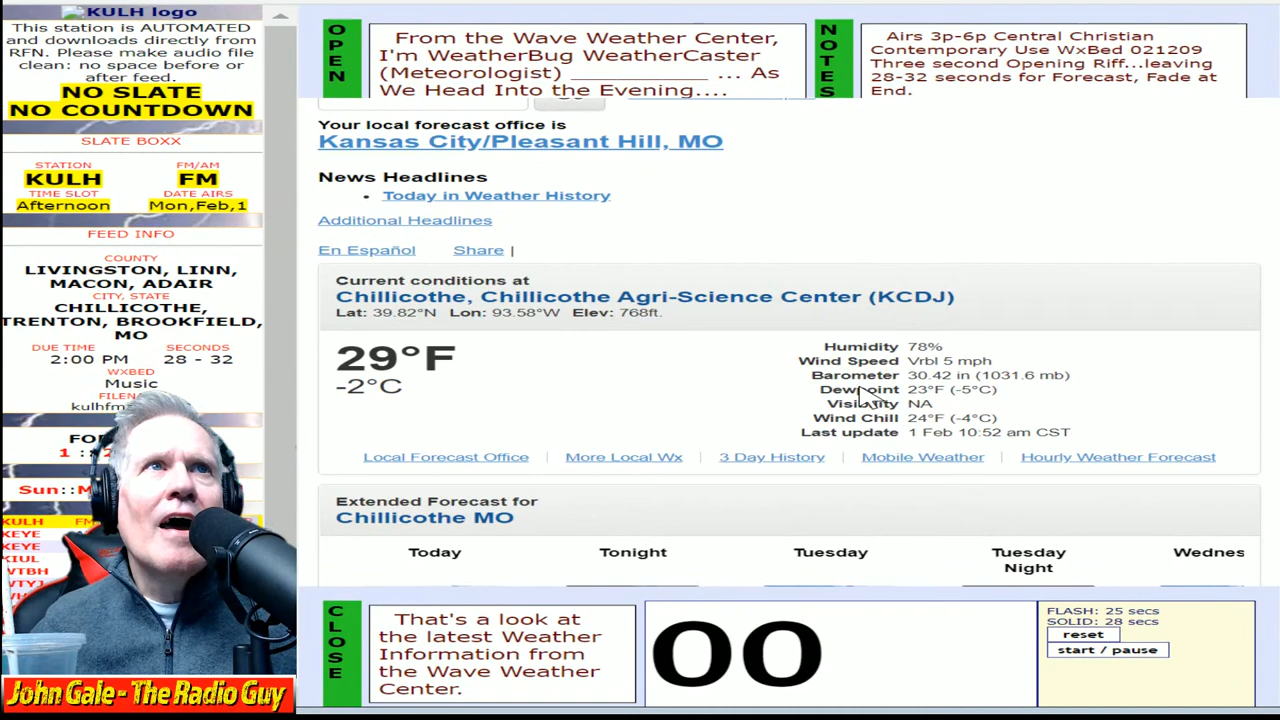 KULH logo
This station is AUTOMATED
and downloads directly from
RFN. Please make audio file
clean: no space before or
after feed.
NO SLATE
NO COUNTDOWN
SLATE BOXX
STATION FM/AM
KULH FM
TIME SLOT DATE AIRS
Afternoon Mon,Feb,1
FEED INFO
COUNTY
LIVINGSTON, LINN,
MACON, ADAIR
CITY, STATE
CHILLICOTHE,
TRENTON, BROOKFIELD,
MO
DUE TIME SECONDS
2:00 PM 28 - 32
WXBED
Music
kulhfm
1 ::
Sun::M
KULH FM
KEYE
KEYE
KIUL
WTBH
WTYJ
John Gale - The Radio Guy
OPEN
From the Wave Weather Center,
I'm WeatherBug WeatherCaster
(Meteorologist) __________ ... As
We Head Into the Evening....
NOTES
Airs 3p-6p Central Christian
Contemporary Use WxBed 021209
Three second Opening Riff...leaving
28-32 seconds for Forecast, Fade at
End.
Your local forecast office is
Kansas City/Pleasant Hill, MO
News Headlines
• Today in Weather History
Additional Headlines
En Español Share |
Current conditions at
Chillicothe, Chillicothe Agri-Science Center (KCDJ)
Lat: 39.82°N Lon: 93.58°W Elev: 768ft.
29°F
-2°C
Humidity 78%
Wind Speed Vrbl 5 mph
Barometer 30.42 in (1031.6 mb)
Dewpoint 23°F (-5°C)
Visibility NA
Wind Chill 24°F (-4°C)
Last update 1 Feb 10:52 am CST
Local Forecast Office | More Local Wx | 3 Day History | Mobile Weather | Hourly Weather Forecast
Extended Forecast for
Chillicothe MO
Today Tonight Tuesday Tuesday Night Wednes
CLOSE
That's a look at
the latest Weather
Information from
the Wave Weather
Center.
00
FLASH: 25 secs
SOLID: 28 secs
reset
start / pause